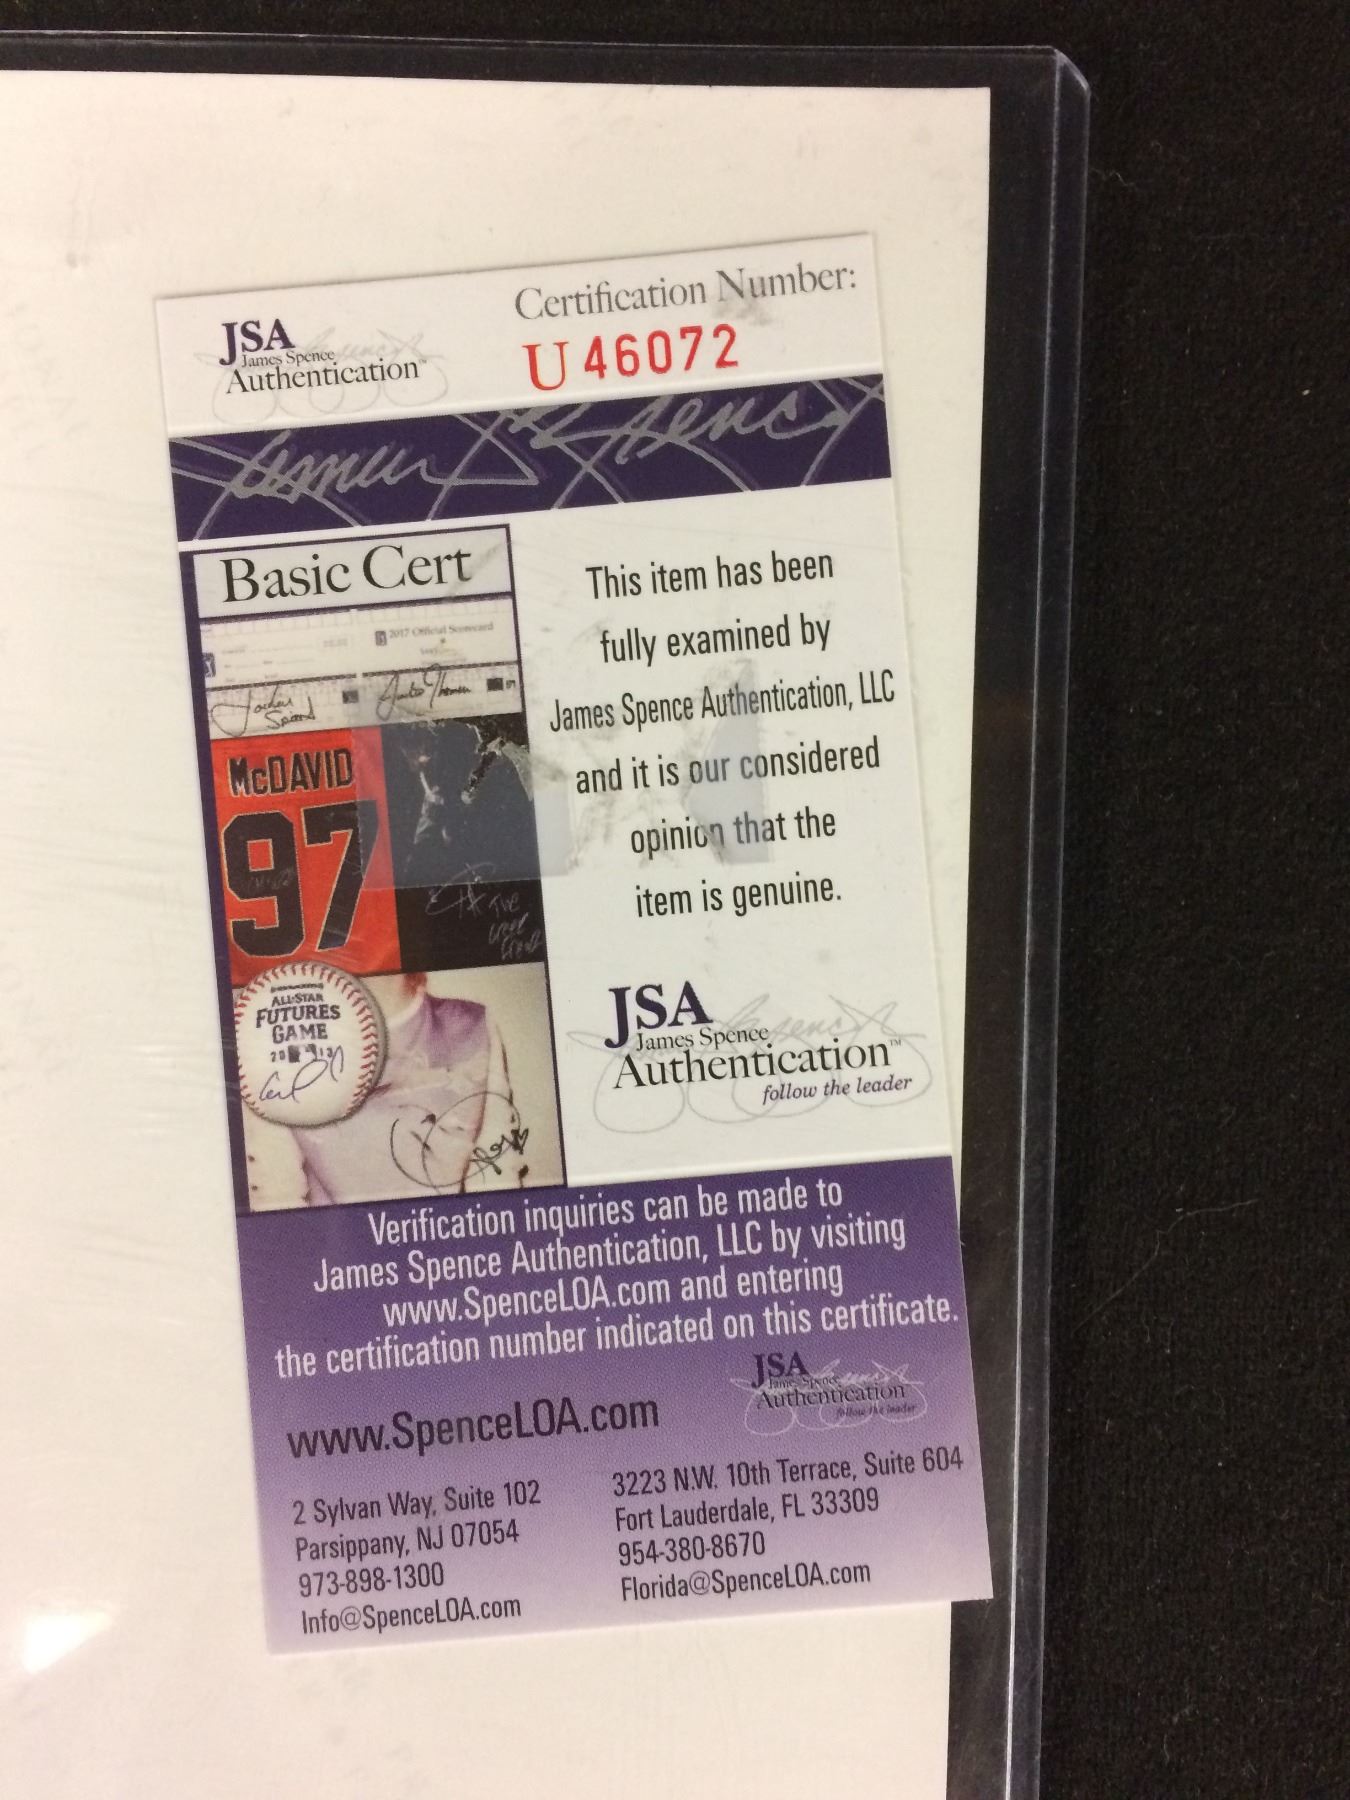 Certification Number:
JSA
James Spence
Authentication™
U 46072
Basic Cert
2017 Official Scorecard
McDAVID
97
ALL-STAR
FUTURES
GAME
This item has been
fully examined by
James Spence Authentication, LLC
and it is our considered
opinion that the
item is genuine.
JSA
James Spence
Authentication™
follow the leader
Verification inquiries can be made to
James Spence Authentication, LLC by visiting
www.SpenceLOA.com and entering
the certification number indicated on this certificate.
JSA
James Spence
Authentication
follow the leader
www.SpenceLOA.com
2 Sylvan Way, Suite 102
Parsippany, NJ 07054
973-898-1300
Info@SpenceLOA.com
3223 N.W. 10th Terrace, Suite 604
Fort Lauderdale, FL 33309
954-380-8670
Florida@SpenceLOA.com